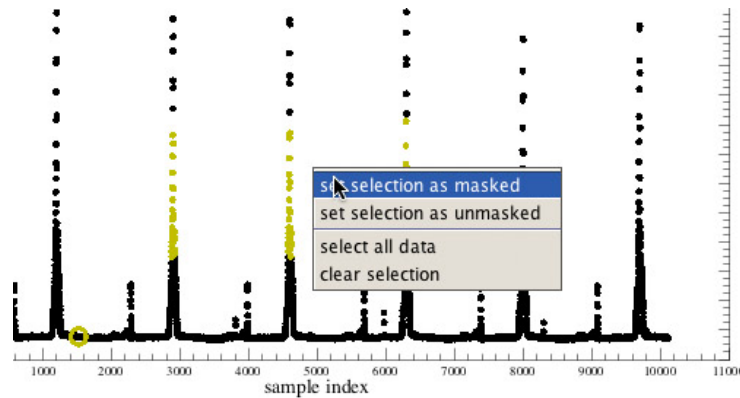 set selection as masked
set selection as unmasked
select all data
clear selection
1000 2000 3000 4000 5000 6000 7000 8000 9000 10000 1100
sample index